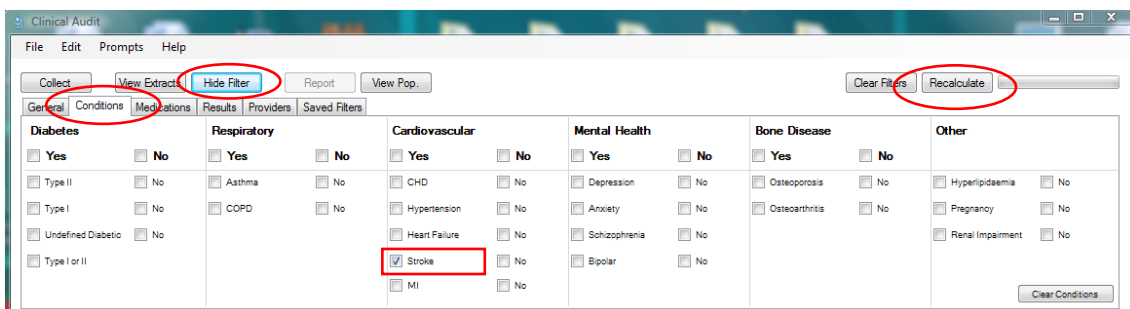 Clinical Audit
File Edit Prompts Help
Collect View Extracts Hide Filter Report View Pop. Clear Filters Recalculate
General Conditions Medications Results Providers Saved Filters
Diabetes Respiratory Cardiovascular Mental Health Bone Disease Other
Yes No Yes No Yes No Yes No Yes No
Type II No Asthma No CHD No Depression No Osteoporosis No Hyperlipidaemia No
Type I No COPD No Hypertension No Anxiety No Osteoarthritis No Pregnancy No
Undefined Diabetic No Heart Failure No Schizophrenia No Renal Impairment No
Type I or II Stroke No Bipolar No
MI No
Clear Conditions